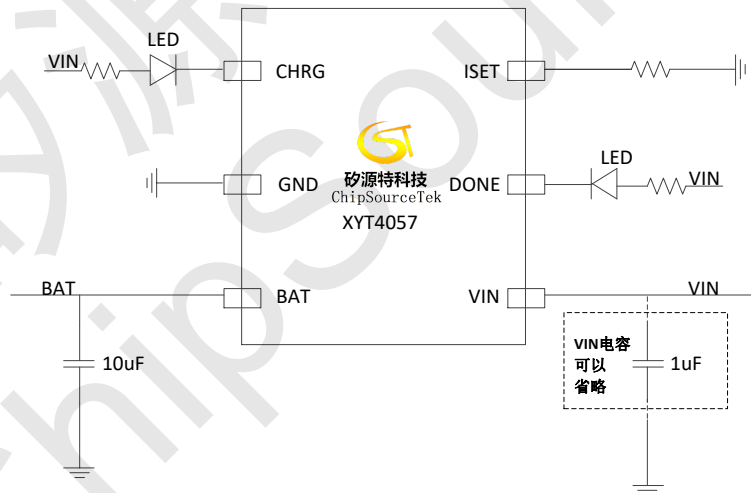 LED
VIN
CHRG
ISET
矽源特科技
ChipSourceTek
XYT4057
GND
DONE
LED
VIN
BAT
BAT
VIN
VIN
10uF
VIN电容
可以
省略
1uF